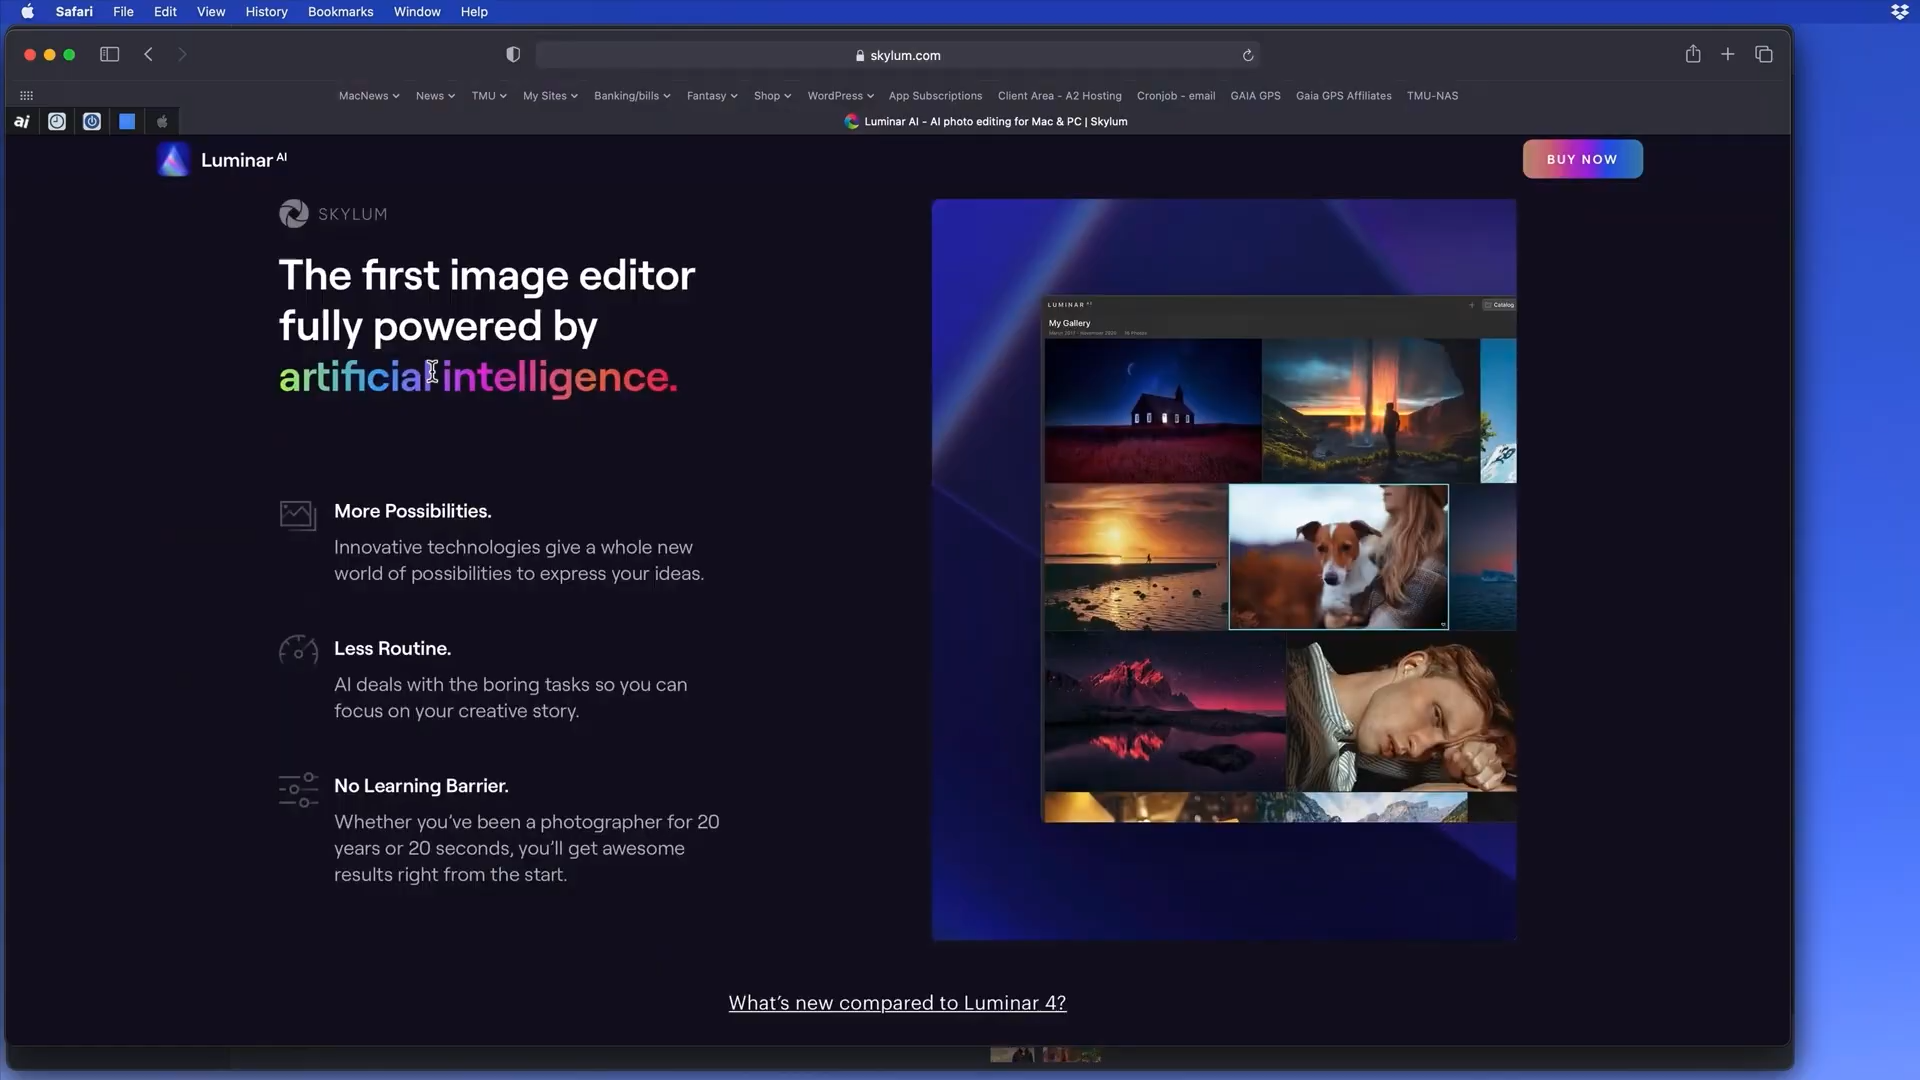 Safari File Edit View History Bookmarks Window Help
skylum.com
MacNews News TMU My Sites Banking/bills Fantasy Shop WordPress App Subscriptions Client Area - A2 Hosting Cronjob - email GAIA GPS Gaia GPS Affiliates TMU-NAS
ai
Luminar AI - AI photo editing for Mac & PC | Skylum
Luminar AI
BUY NOW
SKYLUM
The first image editor
fully powered by
artificial intelligence.
More Possibilities.
Innovative technologies give a whole new
world of possibilities to express your ideas.
Less Routine.
AI deals with the boring tasks so you can
focus on your creative story.
No Learning Barrier.
Whether you've been a photographer for 20
years or 20 seconds, you'll get awesome
results right from the start.
LUMINAR AI
Catalog
My Gallery
What's new compared to Luminar 4?